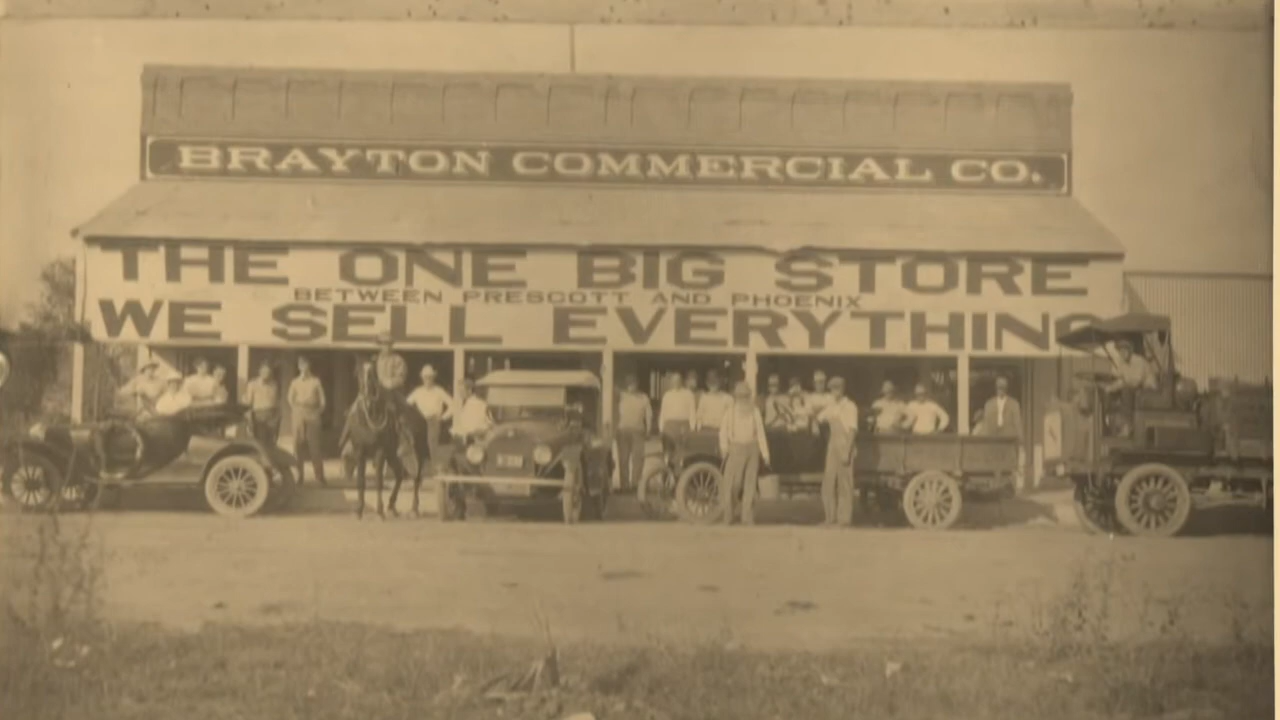 BRAYTON COMMERCIAL CO.
THE ONE BIG STORE
BETWEEN PRESCOTT AND PHOENIX
WE SELL EVERYTHING